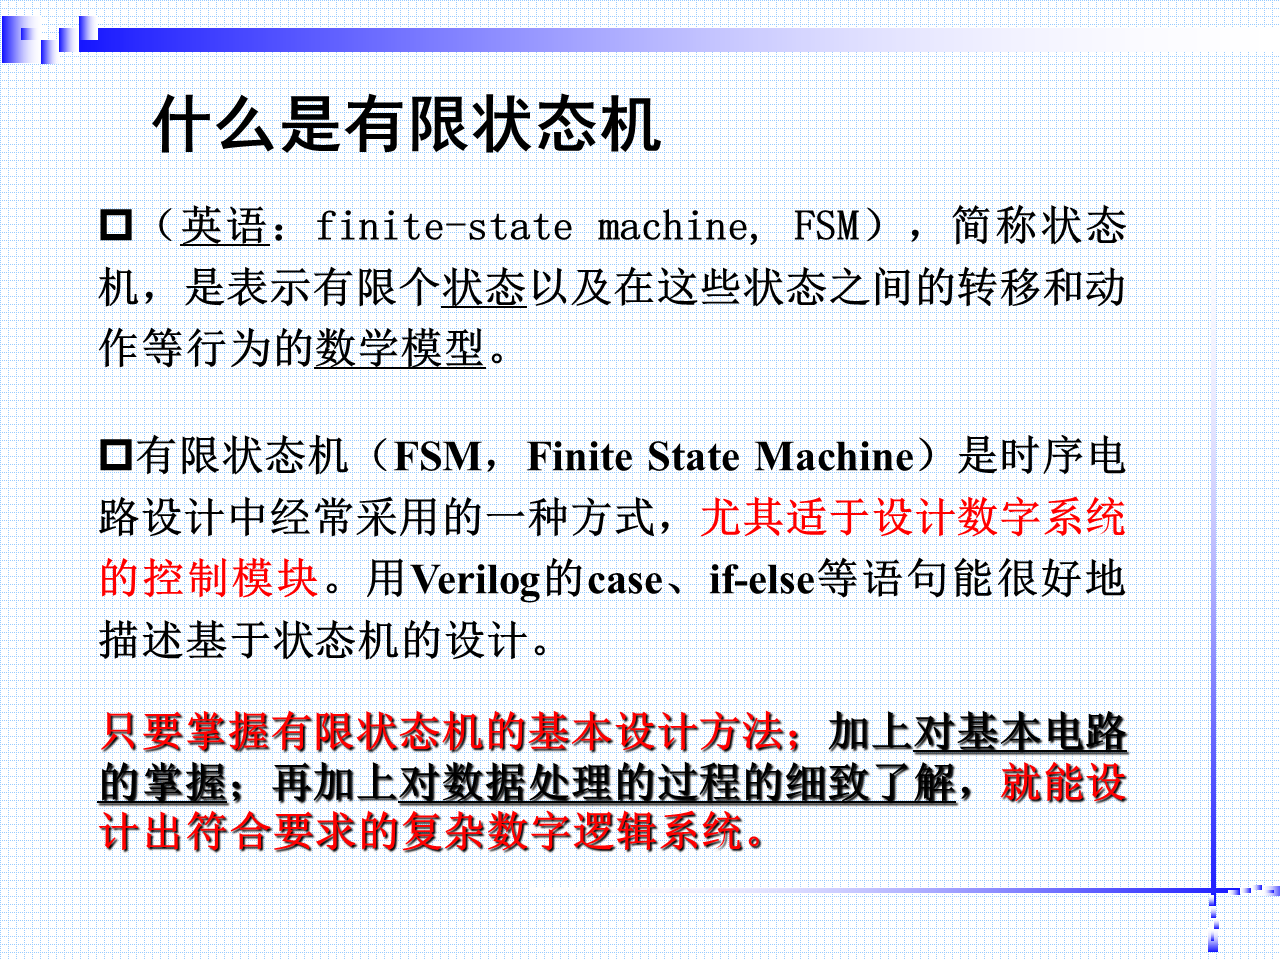 什么是有限状态机
（英语：finite-state machine, FSM），简称状态
机，是表示有限个状态以及在这些状态之间的转移和动
作等行为的数学模型。
有限状态机（FSM，Finite State Machine）是时序电
路设计中经常采用的一种方式，尤其适于设计数字系统
的控制模块。用Verilog的case、if-else等语句能很好地
描述基于状态机的设计。
只要掌握有限状态机的基本设计方法；加上对基本电路
的掌握；再加上对数据处理的过程的细致了解，就能设
计出符合要求的复杂数字逻辑系统。